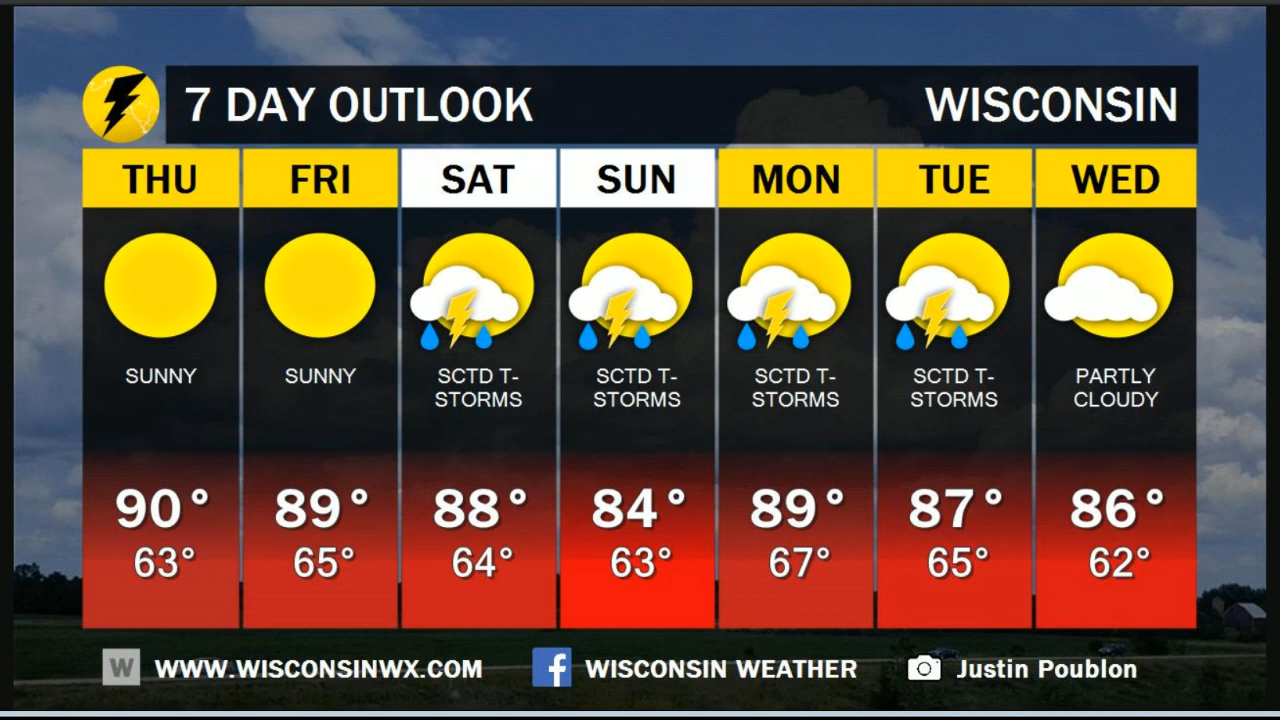 7 DAY OUTLOOK WISCONSIN
THU FRI SAT SUN MON TUE WED
SUNNY SUNNY SCTD T- SCTD T- SCTD T- SCTD T- PARTLY
STORMS STORMS STORMS STORMS CLOUDY
90° 89° 88° 84° 89° 87° 86°
63° 65° 64° 63° 67° 65° 62°
W WWW.WISCONSINWX.COM f WISCONSIN WEATHER Justin Poublon